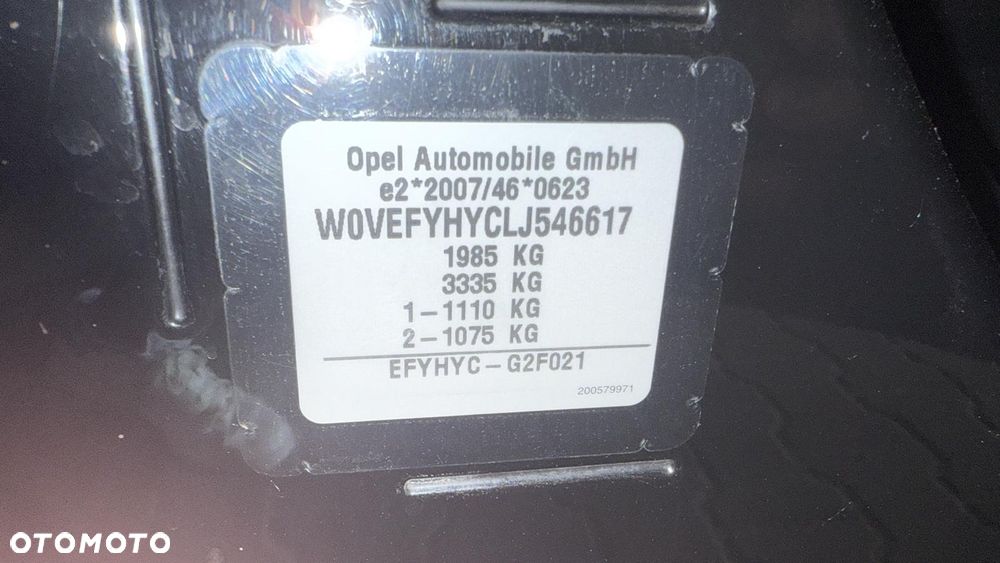 Opel Automobile GmbH
e2*2007/46*0623
W0VEFYHYCLJ546617
1985 KG
3335 KG
1-1110 KG
2-1075 KG
EFYHYC-G2F021
200579971
OTOMOTO